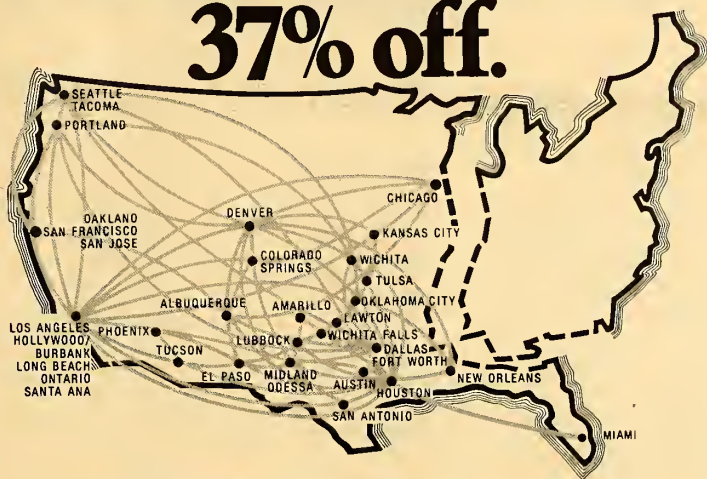 37% off.
SEATTLE
TACOMA
PORTLAND
OAKLAND
SAN FRANCISCO
SAN JOSE
DENVER
CHICAGO
KANSAS CITY
COLORADO
SPRINGS
WICHITA
TULSA
ALBUQUERQUE
AMARILLO
OKLAHOMA CITY
LAWTON
LOS ANGELES
HOLLYWOOD/
BURBANK
LONG BEACH
ONTARIO
SANTA ANA
PHOENIX
LUBBOCK
WICHITA FALLS
DALLAS
FORT WORTH
TUCSON
EL PASO
MIDLAND
ODESSA
AUSTIN
HOUSTON
NEW ORLEANS
SAN ANTONIO
MIAMI